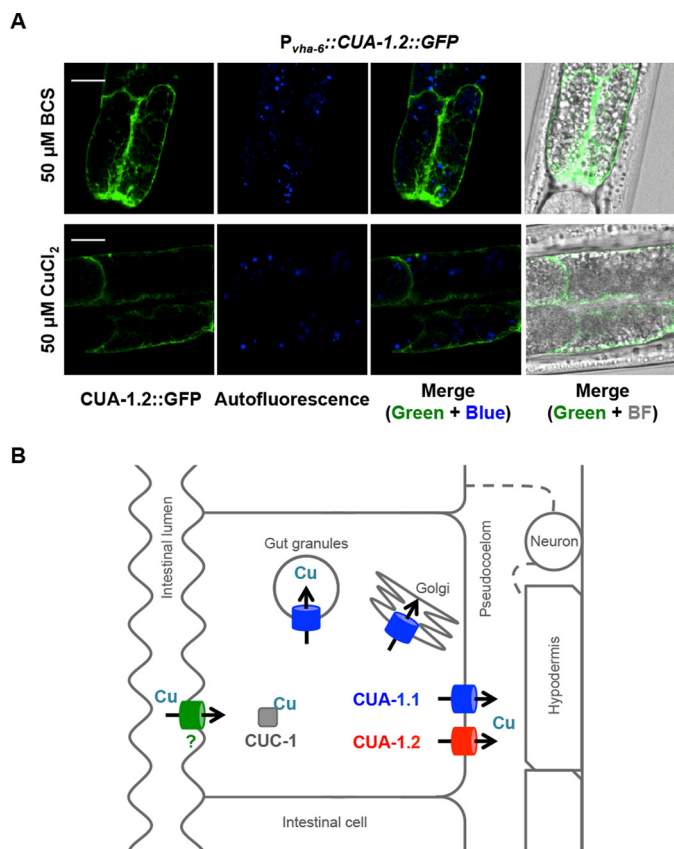 A
Pvha-6::CUA-1.2::GFP
50 µM BCS
50 µM CuCl2
CUA-1.2::GFP
Autofluorescence
Merge
(Green + Blue)
Merge
(Green + BF)
B
Intestinal lumen
Gut granules
Cu
Golgi
Pseudocoelom
Neuron
Hypodermis
Cu
?
Cu
CUC-1
CUA-1.1
Cu
CUA-1.2
Intestinal cell